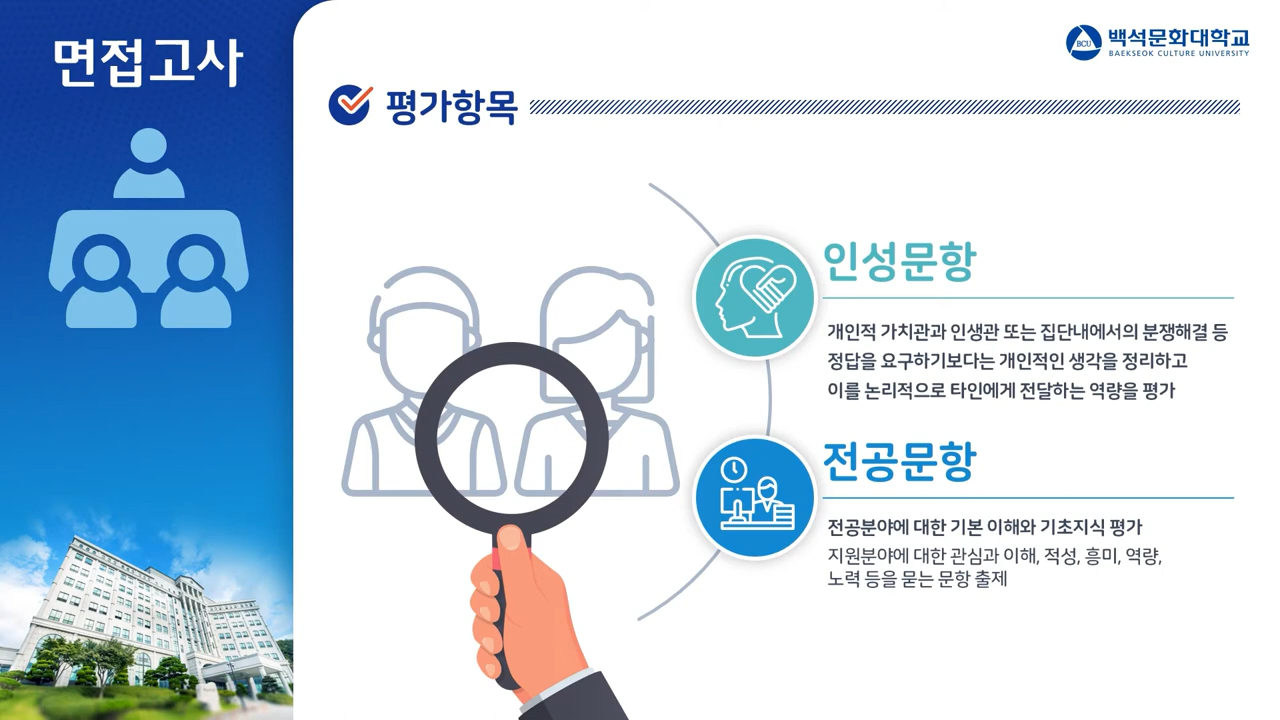 면접고사
BCU
백석문화대학교
BAEKSEOK CULTURE UNIVERSITY
평가항목
인성문항
개인적 가치관과 인생관 또는 집단내에서의 분쟁해결 등
정답을 요구하기보다는 개인적인 생각을 정리하고
이를 논리적으로 타인에게 전달하는 역량을 평가
전공문항
전공분야에 대한 기본 이해와 기초지식 평가
지원분야에 대한 관심과 이해, 적성, 흥미, 역량,
노력 등을 묻는 문항 출제